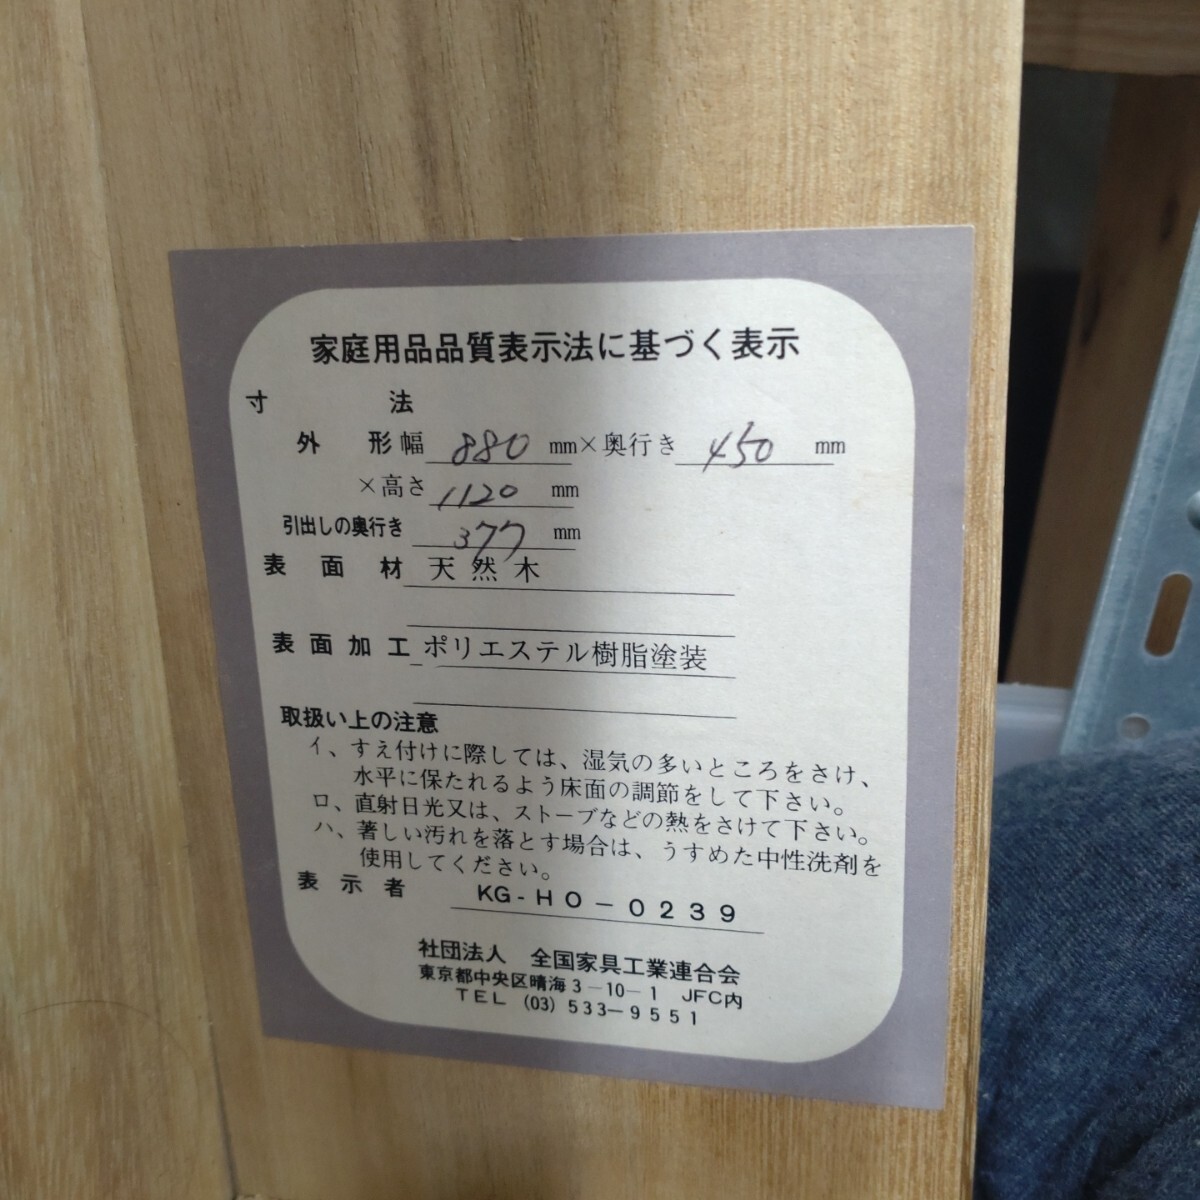 家庭用品品質表示法に基づく表示
寸法
外形幅 880 mm×奥行き 450 mm
×高さ 1120 mm
引出しの奥行き 377 mm
表面材 天然木
表面加工 ポリエステル樹脂塗装
取扱い上の注意
イ、すえ付けに際しては、湿気の多いところをさけ、
水平に保たれるよう床面の調節をして下さい。
ロ、直射日光又は、ストーブなどの熱をさけて下さい。
ハ、著しい汚れを落とす場合は、うすめた中性洗剤を
使用してください。
表示者 KG-HO-0239
社団法人 全国家具工業連合会
東京都中央区晴海3-10-1 JFC内
TEL (03) 533-9551